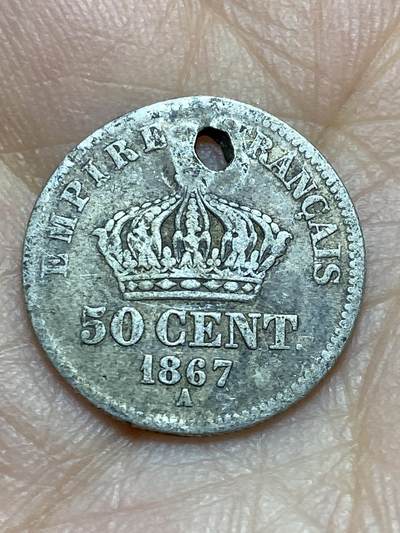 EMPIRE FRANÇAIS
50 CENT.
1867
A